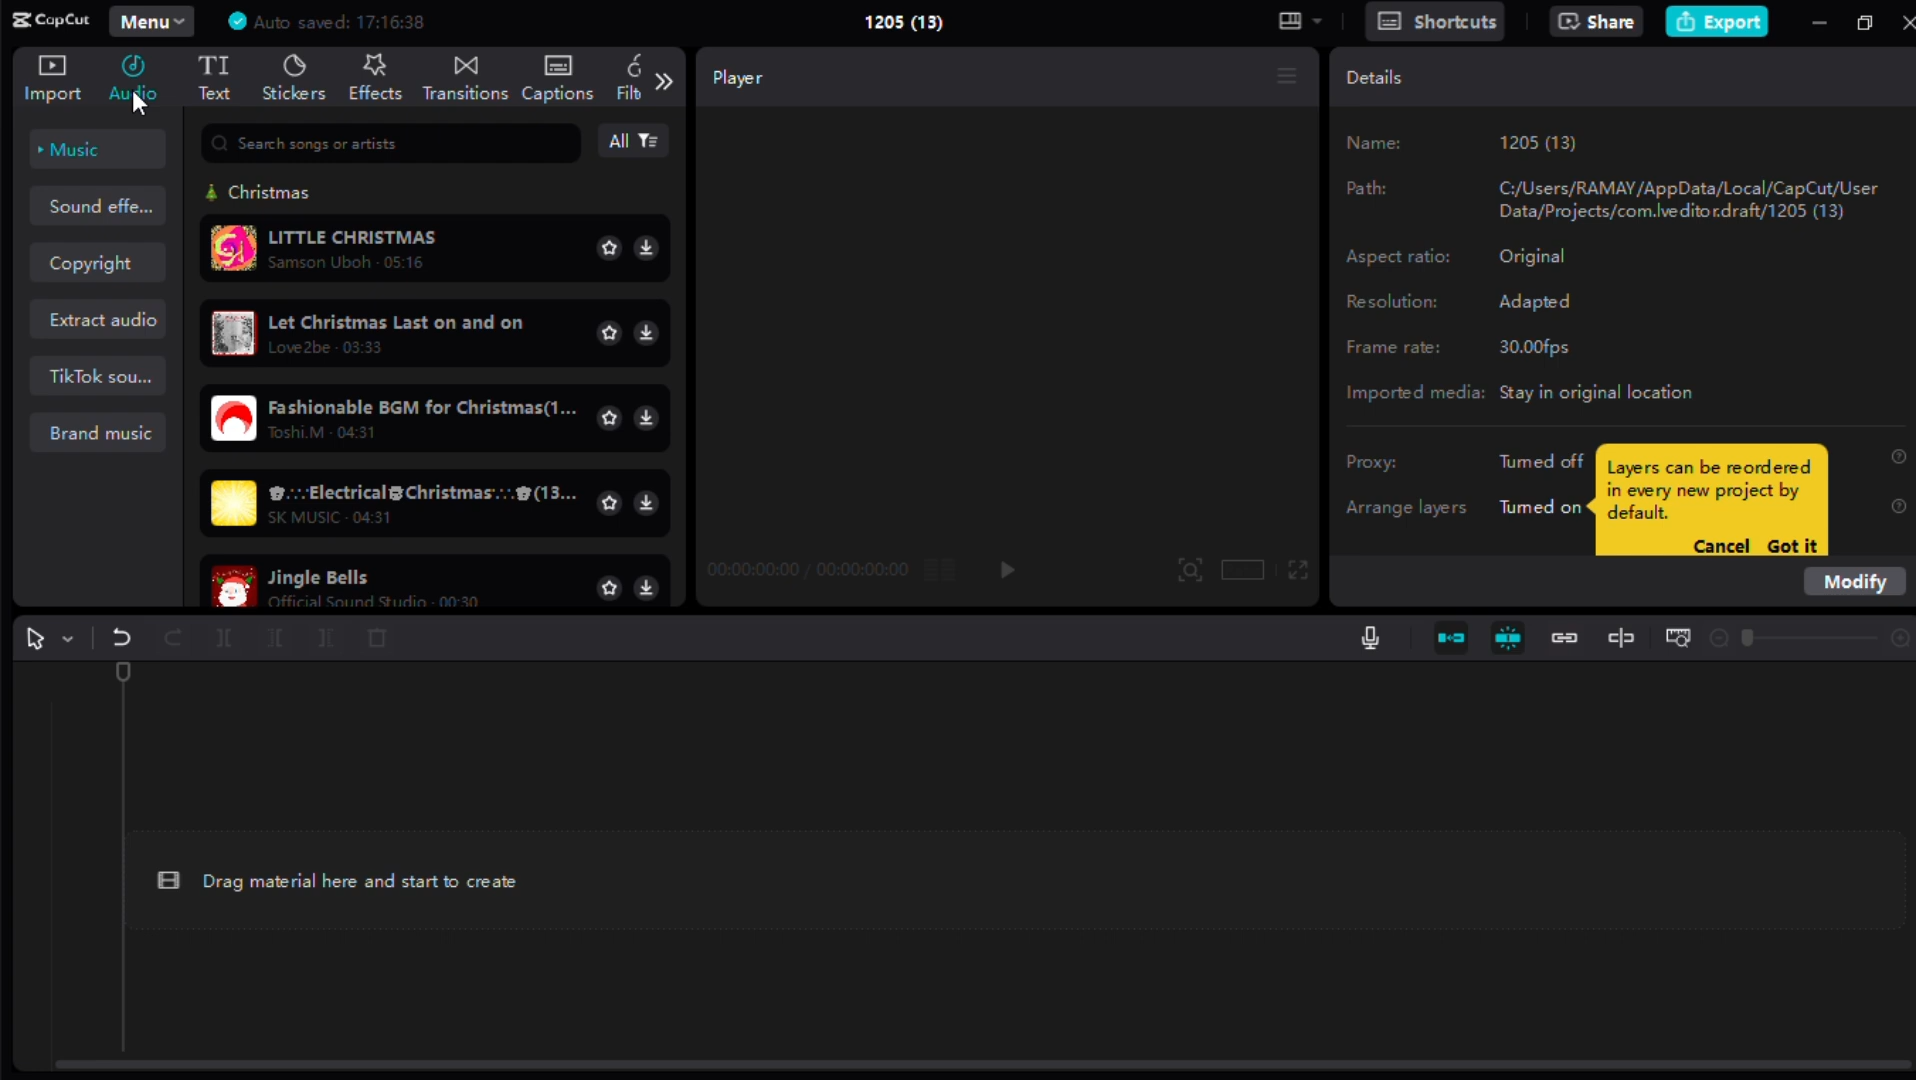 CapCut
Menu
Auto saved: 17:16:38
1205 (13)
Shortcuts
Share
Export
Import
Audio
Text
Stickers
Effects
Transitions
Captions
Filt
Music
Sound effe...
Copyright
Extract audio
TikTok sou...
Brand music
Search songs or artists
All
Christmas
LITTLE CHRISTMAS
Samson Uboh · 05:16
Let Christmas Last on and on
Love2be · 03:33
Fashionable BGM for Christmas(1...
Toshi.M · 04:31
Electrical Christmas (13...
SK MUSIC · 04:31
Jingle Bells
Official Sound Studio · 00:30
Player
00:00:00:00 / 00:00:00:00
Details
Name: 1205 (13)
Path: C:/Users/RAMAY/AppData/Local/CapCut/User
Data/Projects/com.lveditor.draft/1205 (13)
Aspect ratio: Original
Resolution: Adapted
Frame rate: 30.00fps
Imported media: Stay in original location
Proxy: Turned off
Arrange layers Turned on
Layers can be reordered
in every new project by
default.
Cancel Got it
Modify
Drag material here and start to create